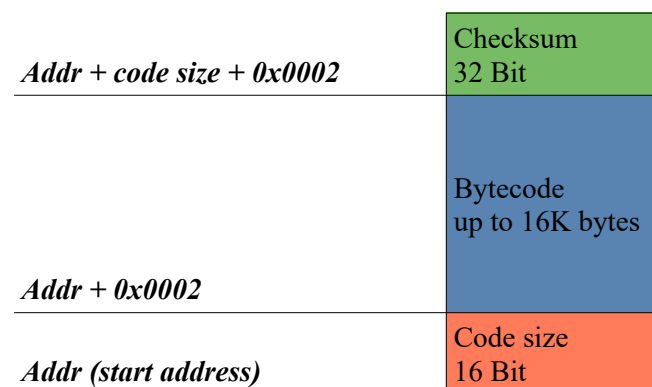 Checksum
Addr + code size + 0x0002 32 Bit
Bytecode
up to 16K bytes
Addr + 0x0002
Code size
Addr (start address) 16 Bit